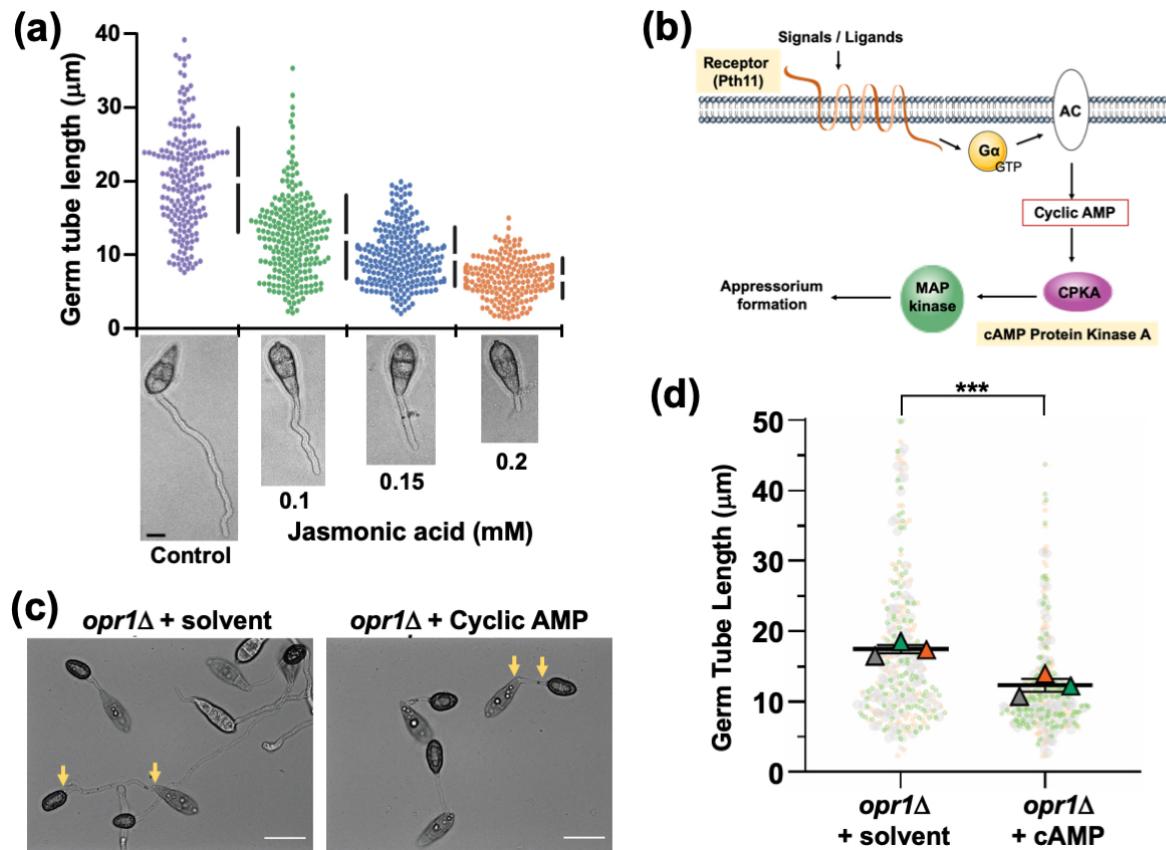 (a)
Germ tube length (μm)
40
30
20
10
0
Control
0.1
0.15
0.2
Jasmonic acid (mM)
(b)
Signals / Ligands
Receptor
(Pth11)
AC
Gα
GTP
Cyclic AMP
CPKA
MAP
kinase
Appressorium
formation
cAMP Protein Kinase A
(c)
opr1Δ + solvent
opr1Δ + Cyclic AMP
(d)
***
Germ Tube Length (μm)
50
40
30
20
10
0
opr1Δ
+ solvent
opr1Δ
+ cAMP